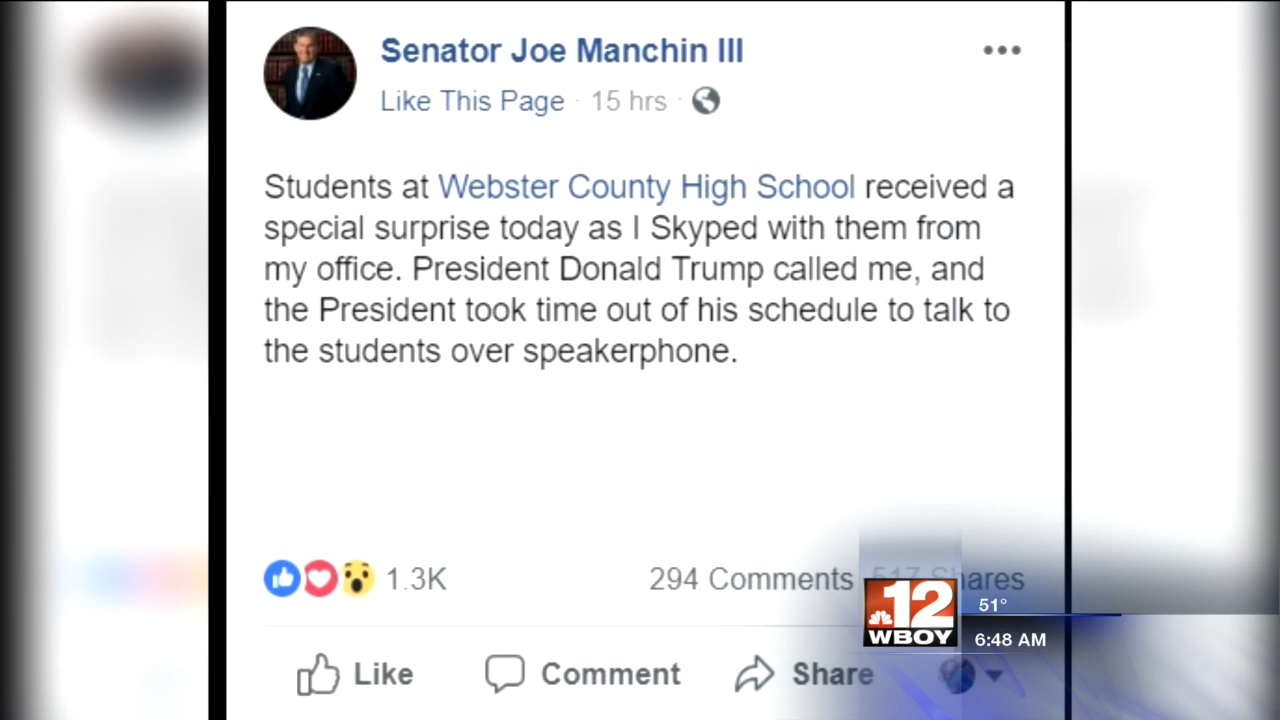 Senator Joe Manchin III
Like This Page · 15 hrs ·
Students at Webster County High School received a
special surprise today as I Skyped with them from
my office. President Donald Trump called me, and
the President took time out of his schedule to talk to
the students over speakerphone.
1.3K
294 Comments 517 Shares
12
WBOY
51°
6:48 AM
Like Comment Share